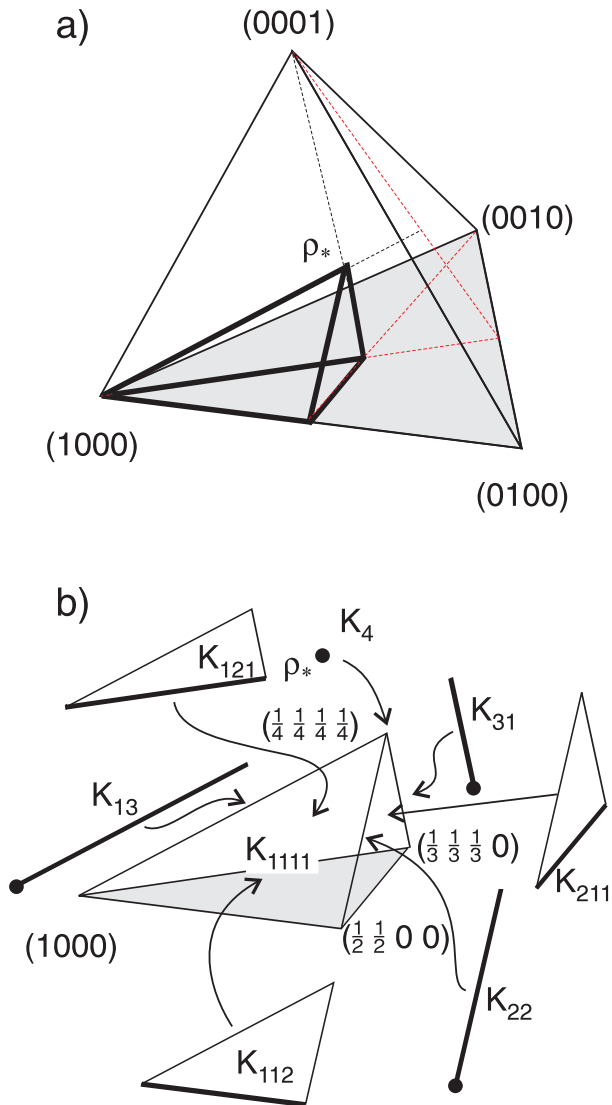 a)
(0001)
(0010)
ρ*
(1000)
(0100)
b)
K4
K121
ρ*
(1/4 1/4 1/4 1/4)
K31
K13
K1111
(1/3 1/3 1/3 0)
K211
(1000)
(1/2 1/2 0 0)
K22
K112